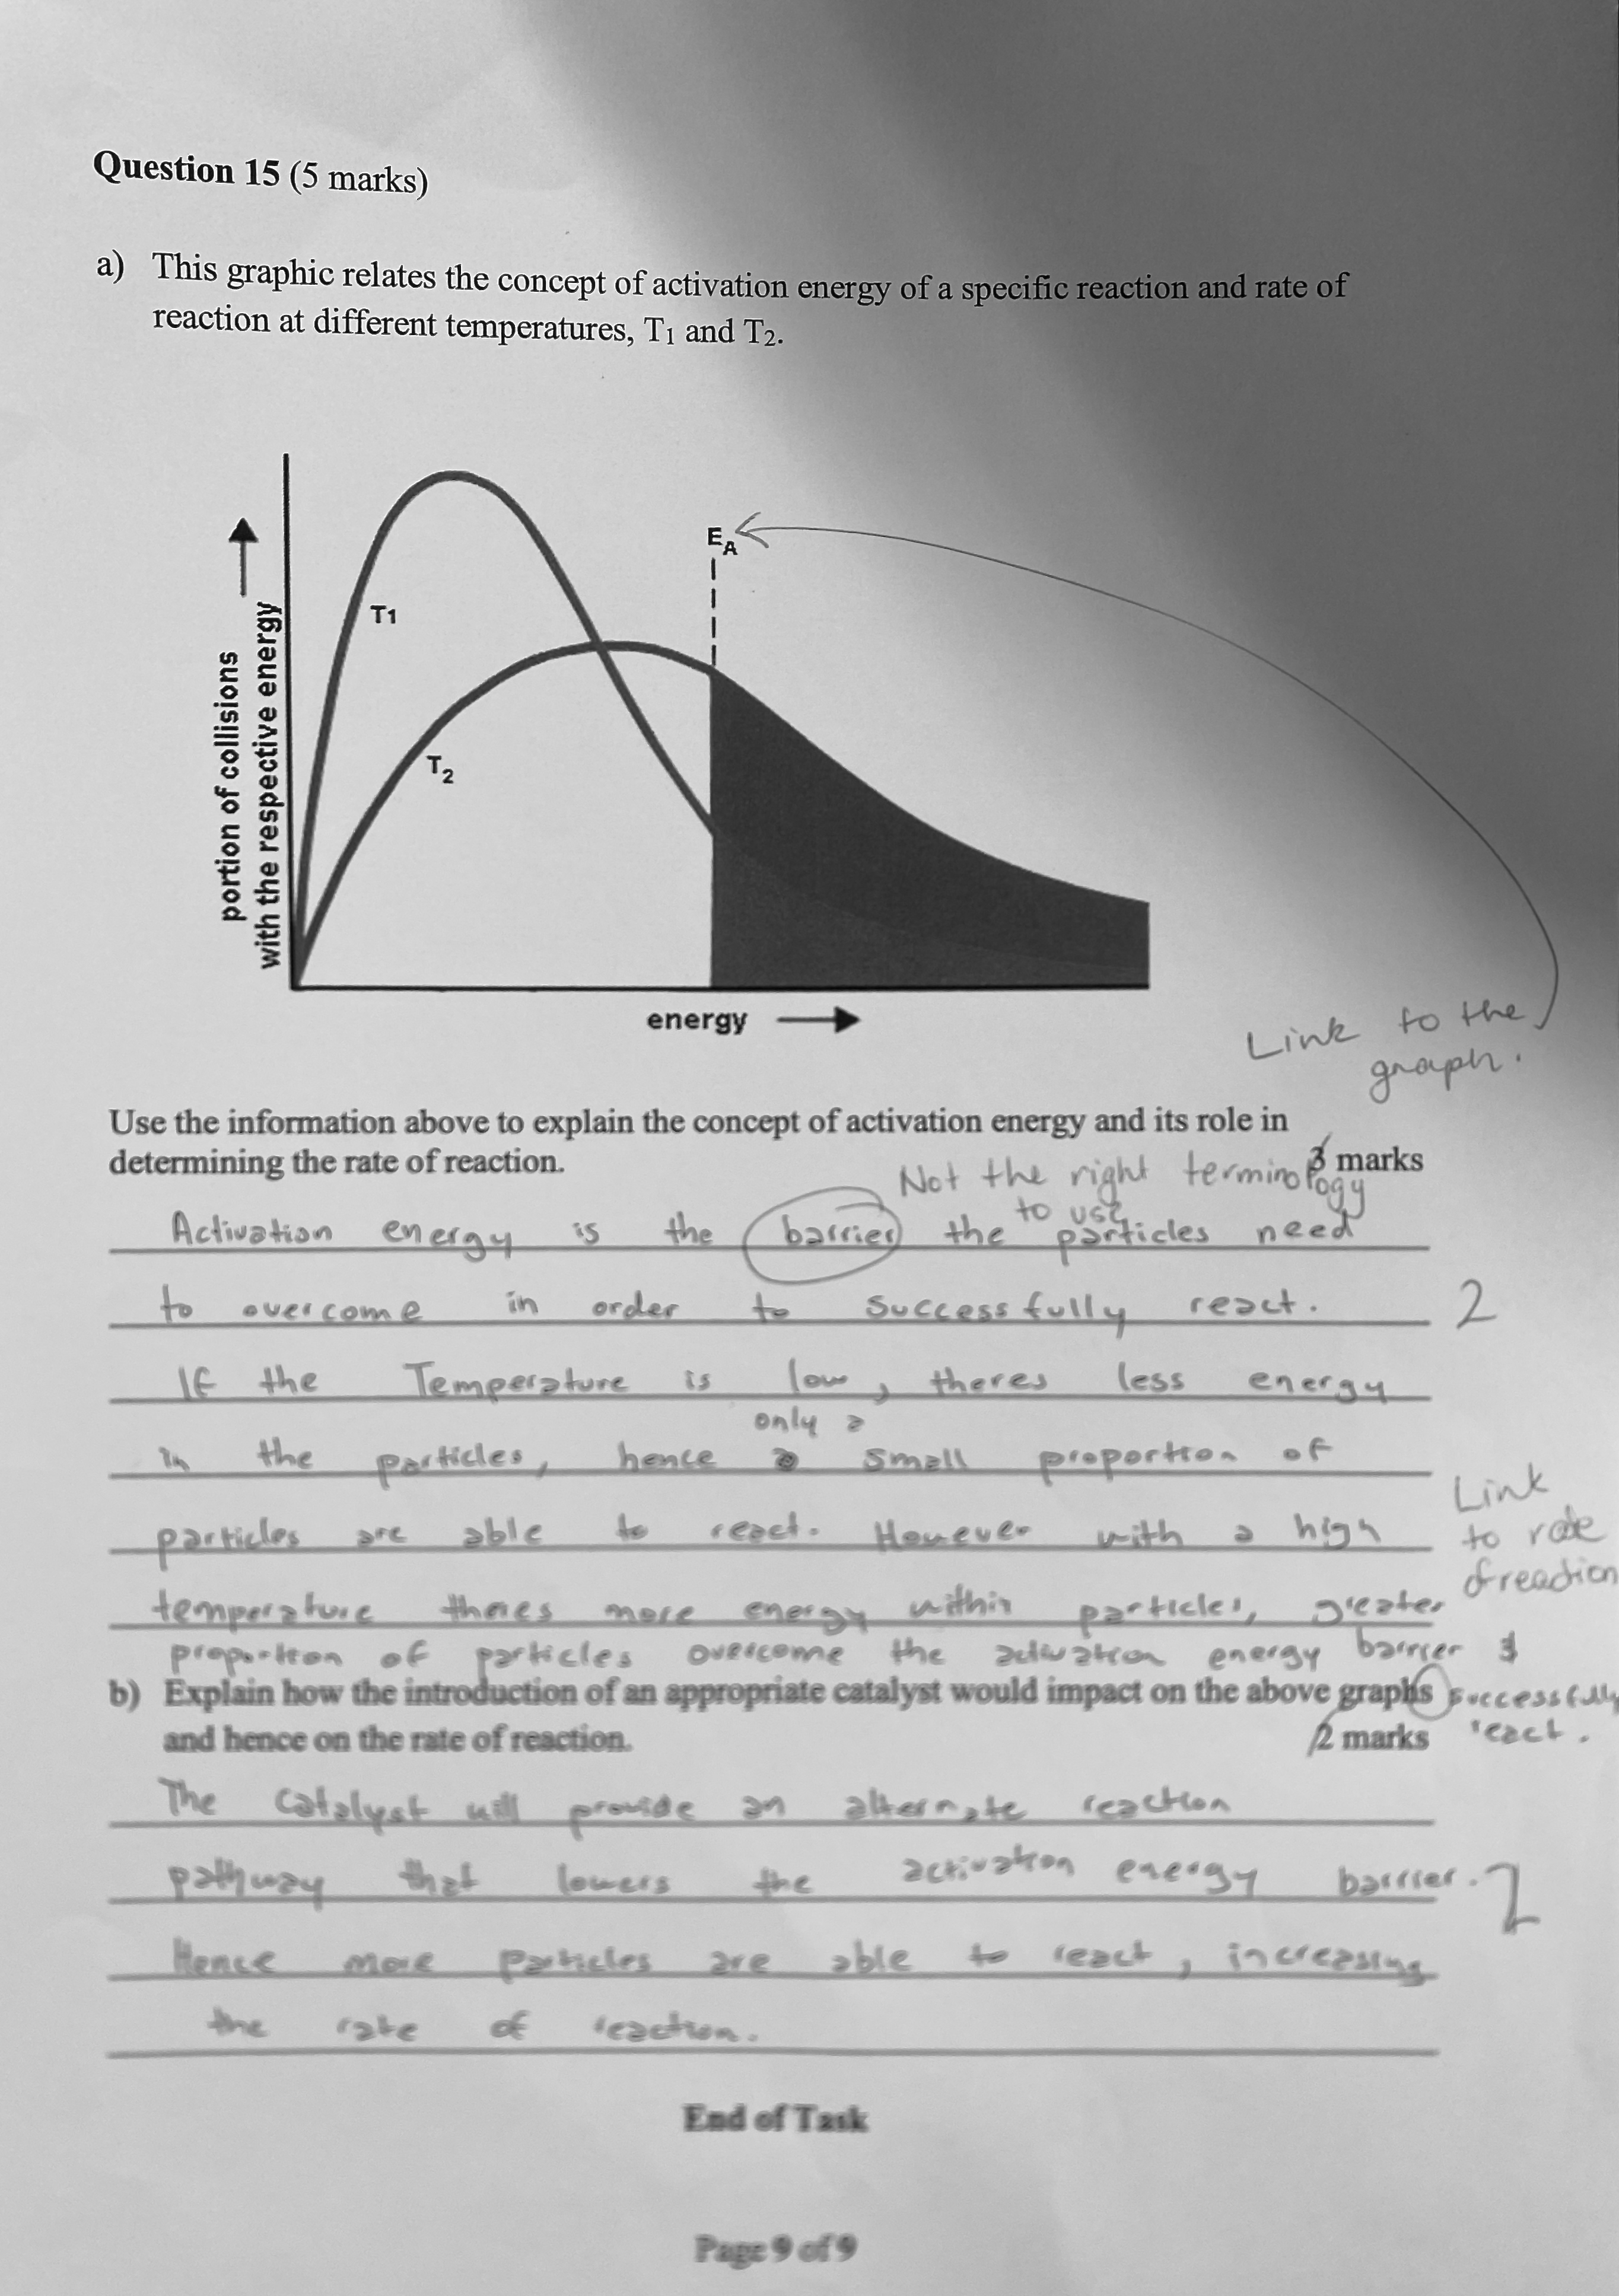 Question 15 (5 marks)
a) This graphic relates the concept of activation energy of a specific reaction and rate of
reaction at different temperatures, T₁ and T₂.
portion of collisions
with the respective energy
T1
T2
EA
energy
Link to the
graph.
Use the information above to explain the concept of activation energy and its role in
determining the rate of reaction.
3 marks
Not the right terminology
to use
Activation energy is the barrier the particles need
to overcome in order to successfully react.
2
If the Temperature is low, theres less energy
only a
in the particles, hence small proportion of
particles are able to react. However with a high
Link
to rate
of reaction
temperature theres more energy within particles, greater
proportion of particles overcome the activation energy barrier &
successfully
react.
b) Explain how the introduction of an appropriate catalyst would impact on the above graphs
and hence on the rate of reaction.
2 marks
The catalyst will provide an alternate reaction
pathway that lowers the activation energy barrier.
2
Hence more particles are able to react, increasing
the rate of reaction.
End of Task
Page 9 of 9